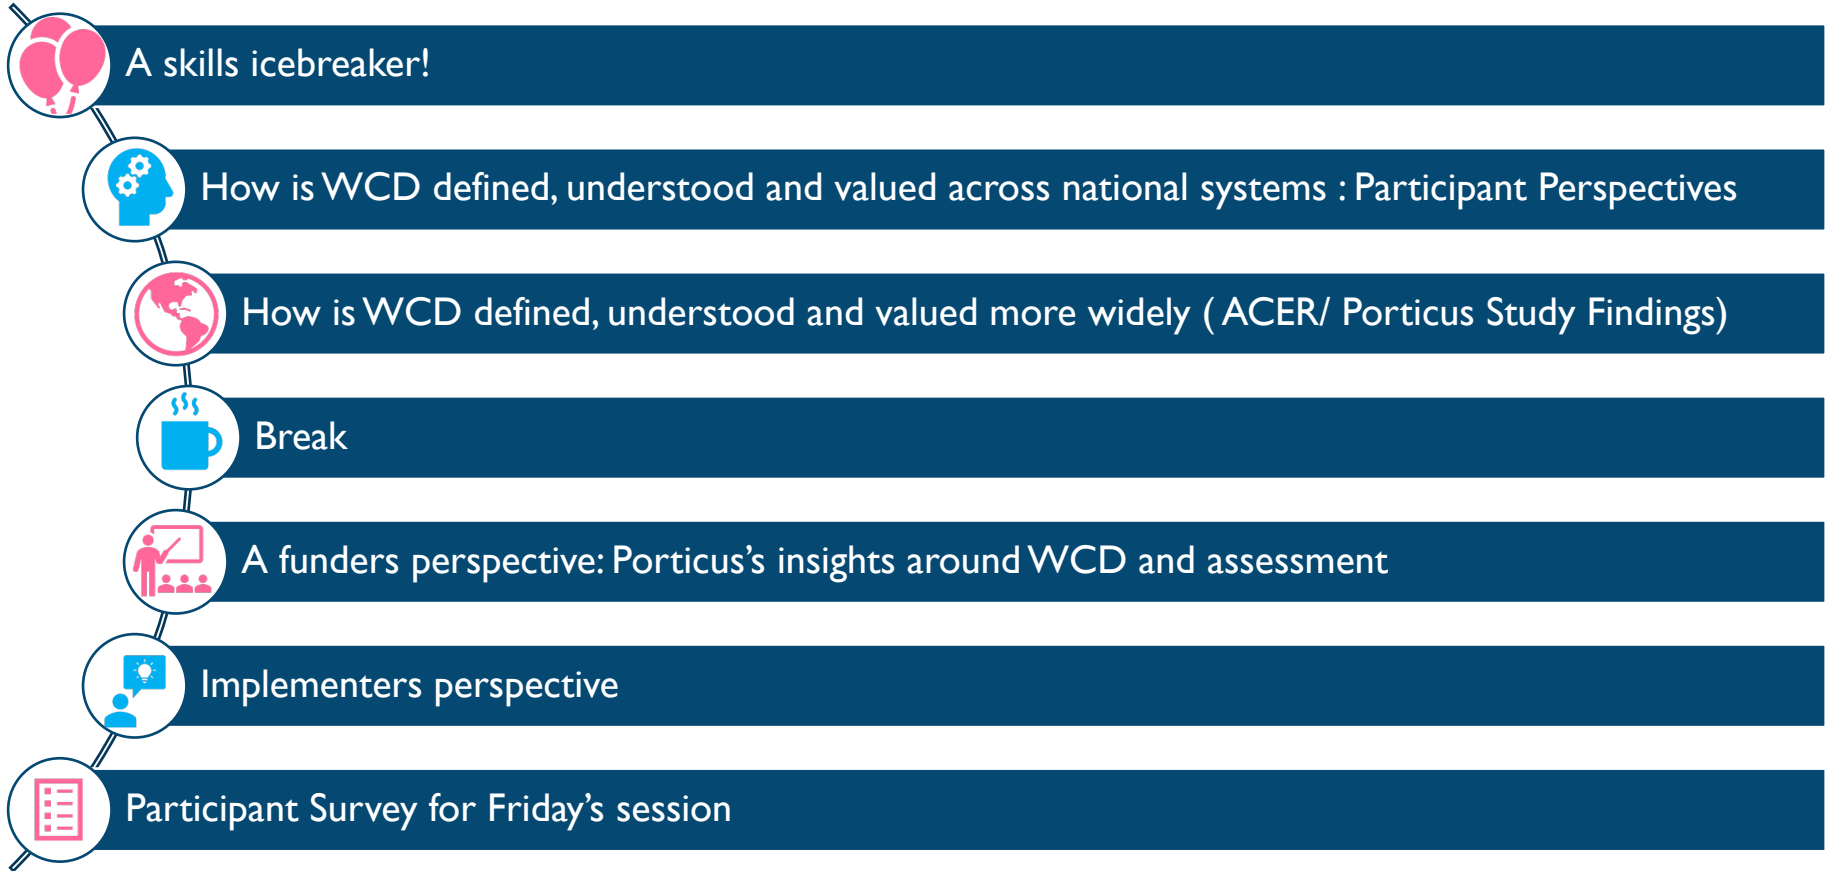 A skills icebreaker!
How is WCD defined, understood and valued across national systems : Participant Perspectives
How is WCD defined, understood and valued more widely ( ACER/ Porticus Study Findings)
Break
A funders perspective: Porticus’s insights around WCD and assessment
Implementers perspective
Participant Survey for Friday’s session